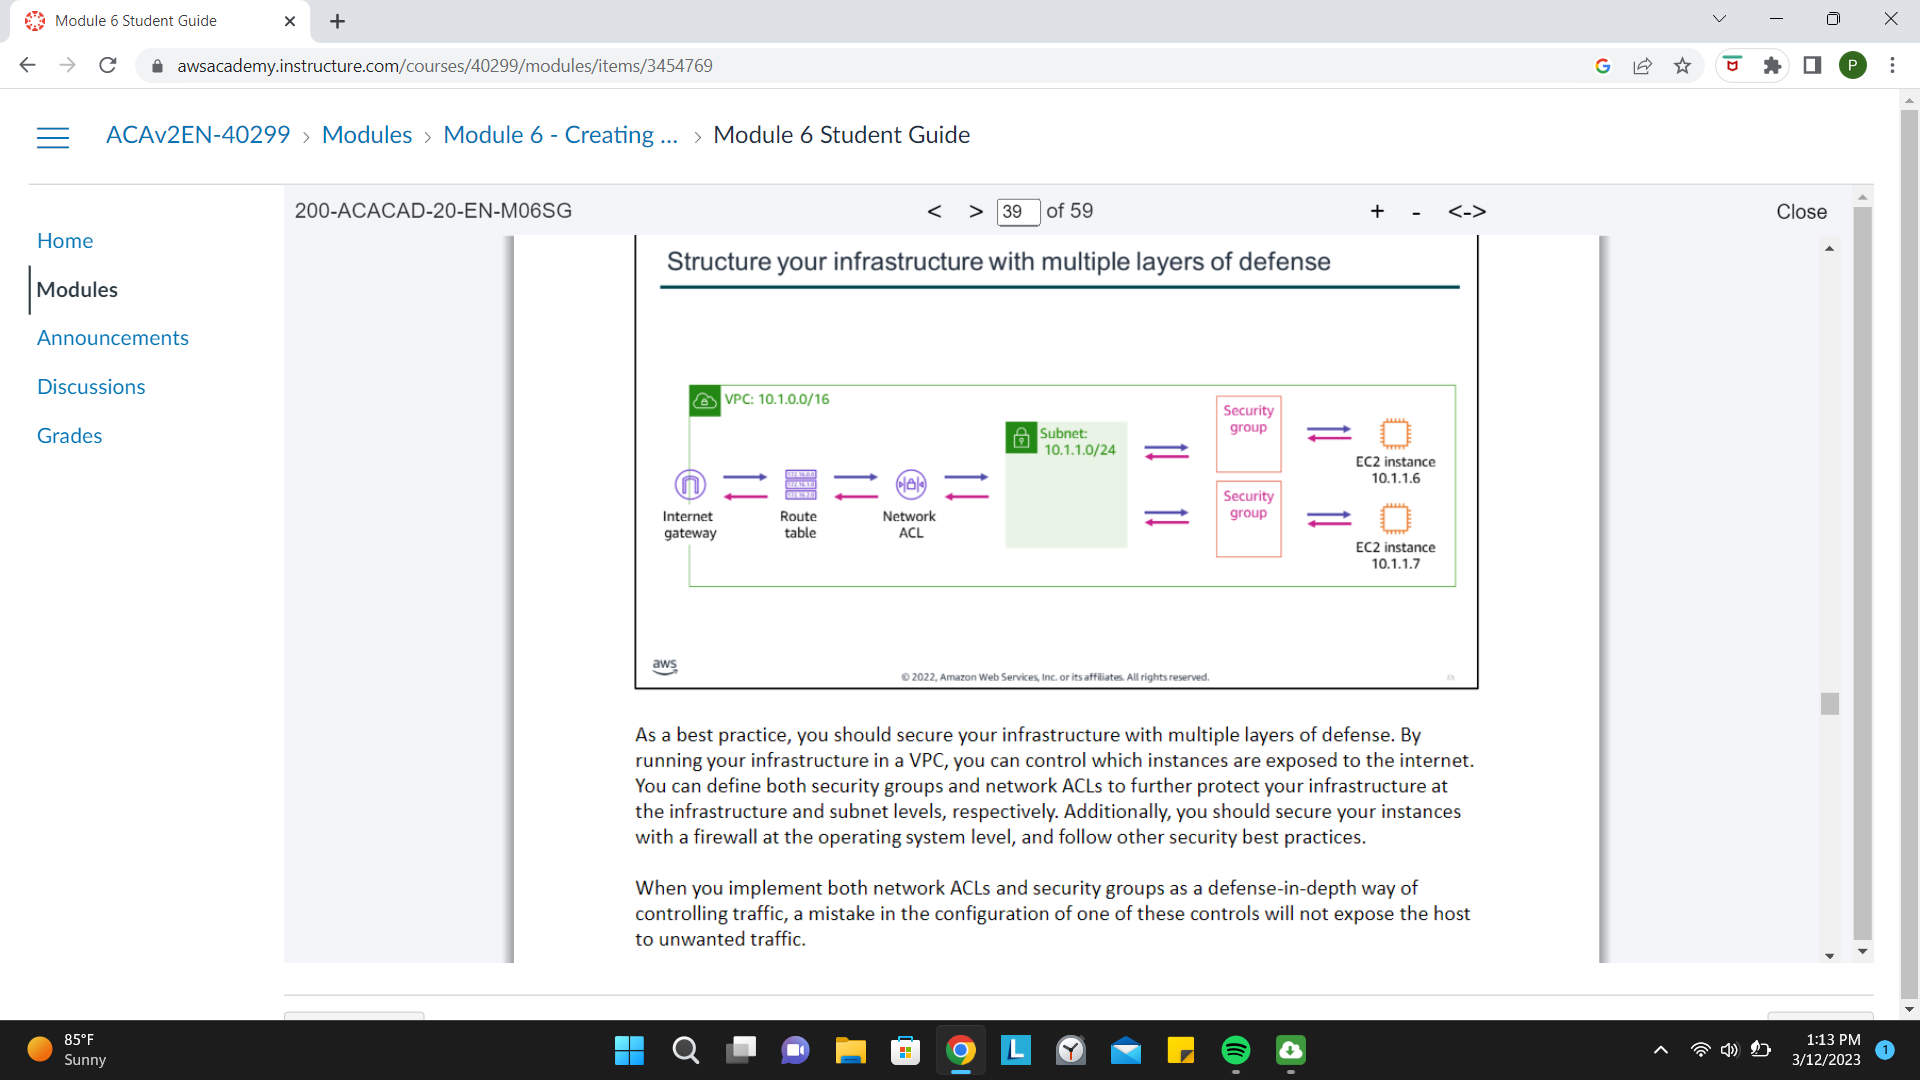 Module 6 Student Guide
awsacademy.instructure.com/courses/40299/modules/items/3454769
P
ACAv2EN-40299 › Modules › Module 6 - Creating ... › Module 6 Student Guide
200-ACACAD-20-EN-M06SG
< > 39 of 59
+ - <->
Close
Home
Modules
Announcements
Discussions
Grades
Structure your infrastructure with multiple layers of defense
VPC: 10.1.0.0/16
Internet
gateway
Route
table
Network
ACL
Subnet:
10.1.1.0/24
Security
group
EC2 instance
10.1.1.6
Security
group
EC2 instance
10.1.1.7
aws
© 2022, Amazon Web Services, Inc. or its affiliates. All rights reserved.
As a best practice, you should secure your infrastructure with multiple layers of defense. By
running your infrastructure in a VPC, you can control which instances are exposed to the internet.
You can define both security groups and network ACLs to further protect your infrastructure at
the infrastructure and subnet levels, respectively. Additionally, you should secure your instances
with a firewall at the operating system level, and follow other security best practices.
When you implement both network ACLs and security groups as a defense-in-depth way of
controlling traffic, a mistake in the configuration of one of these controls will not expose the host
to unwanted traffic.
85°F
Sunny
1:13 PM
3/12/2023
1